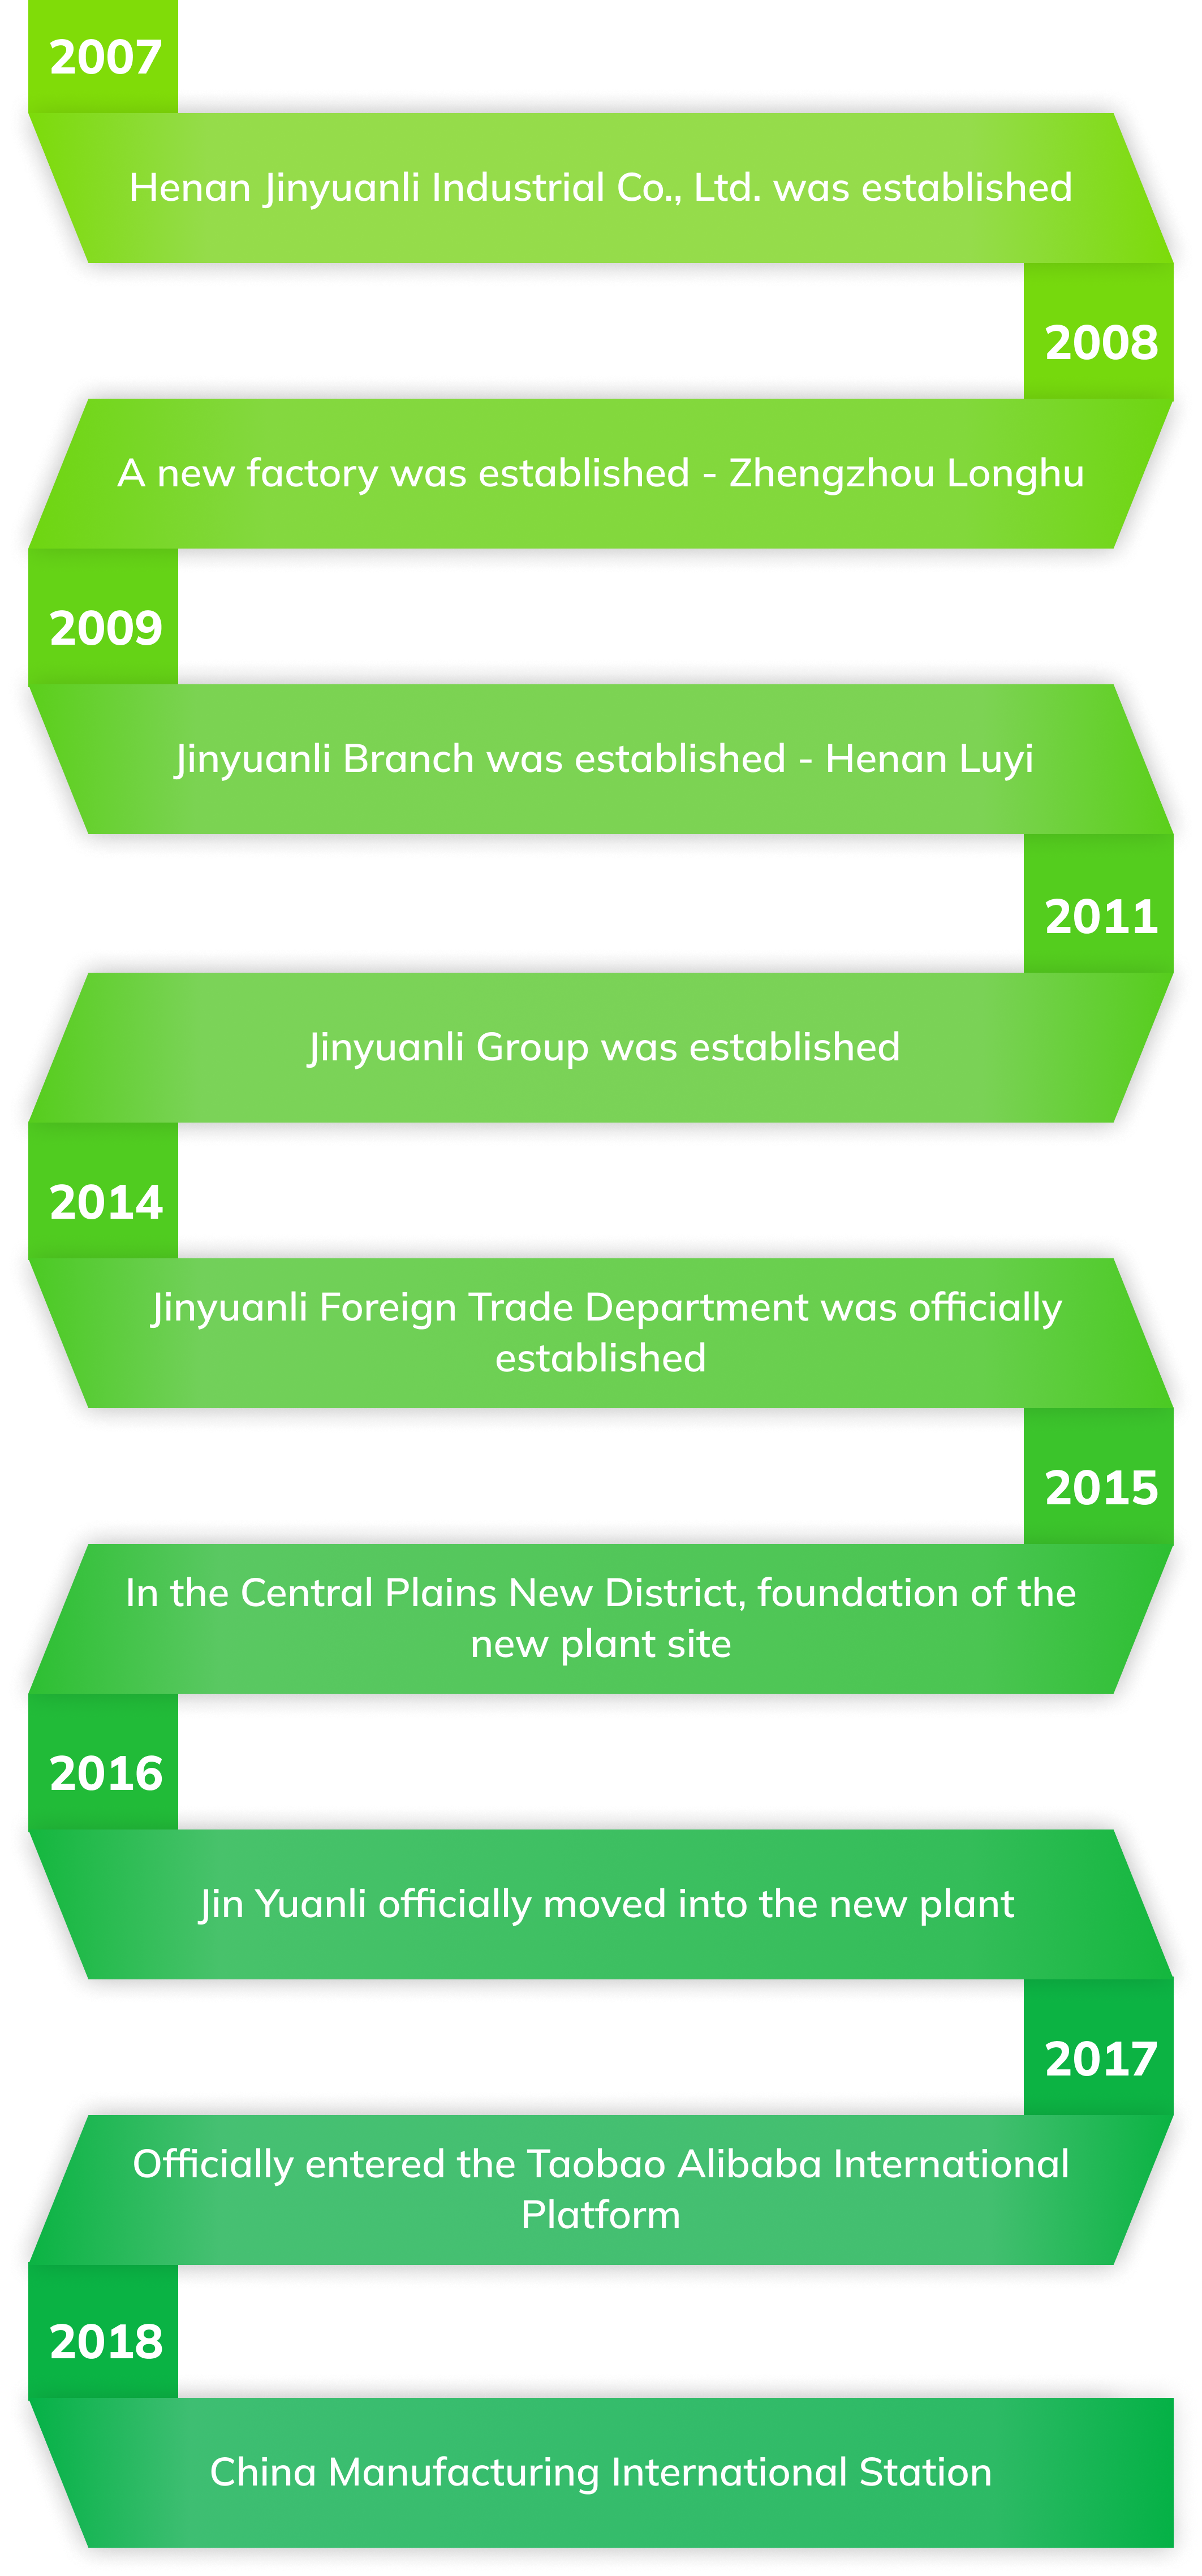 2007
Henan Jinyuanli Industrial Co., Ltd. was established
2008
A new factory was established - Zhengzhou Longhu
2009
Jinyuanli Branch was established - Henan Luyi
2011
Jinyuanli Group was established
2014
Jinyuanli Foreign Trade Department was officially
established
2015
In the Central Plains New District, foundation of the
new plant site
2016
Jin Yuanli officially moved into the new plant
2017
Officially entered the Taobao Alibaba International
Platform
2018
China Manufacturing International Station